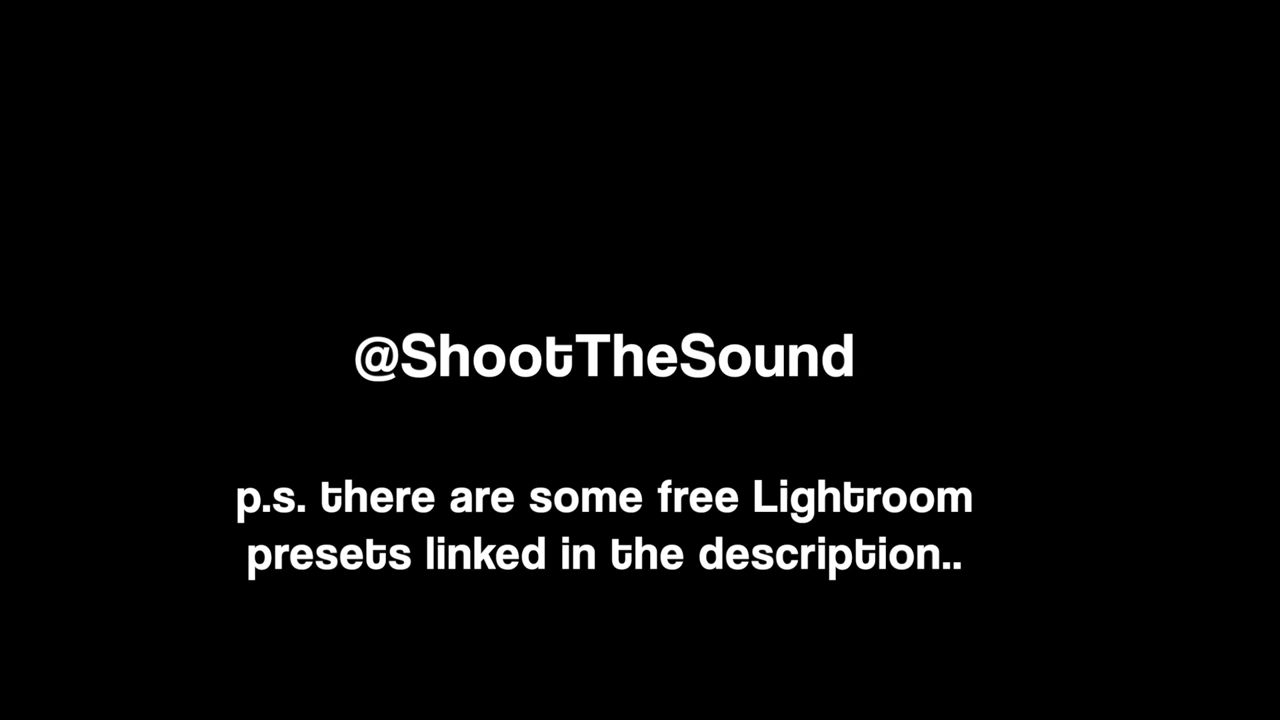 @ShootTheSound
p.s. there are some free Lightroom
presets linked in the description..